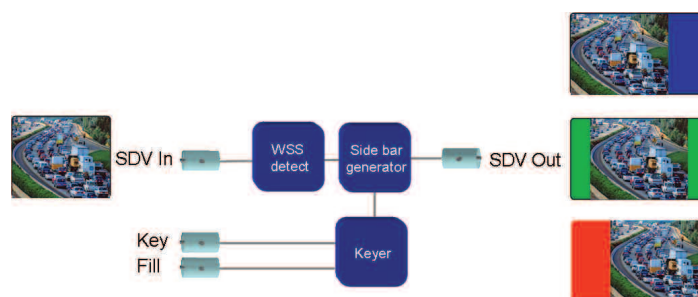 SDV In
WSS
detect
Side bar
generator
SDV Out
Key
Fill
Keyer